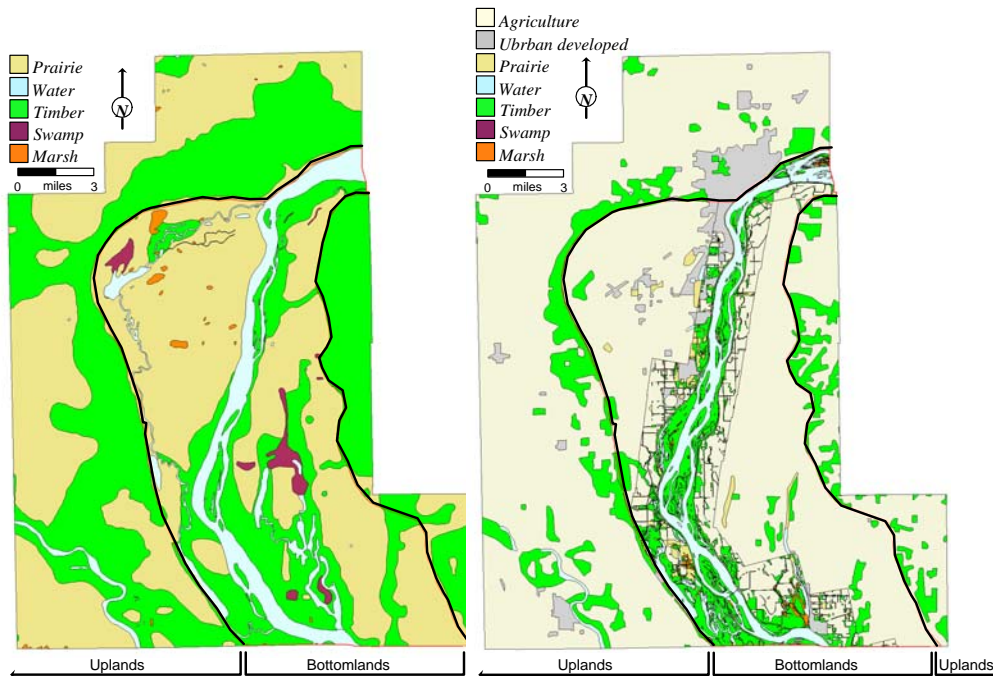 Prairie
Water
Timber
Swamp
Marsh
N
0 3
miles
Uplands
Bottomlands
Agriculture
Ubrban developed
Prairie
Water
Timber
Swamp
Marsh
N
0 3
miles
Uplands
Bottomlands
Uplands